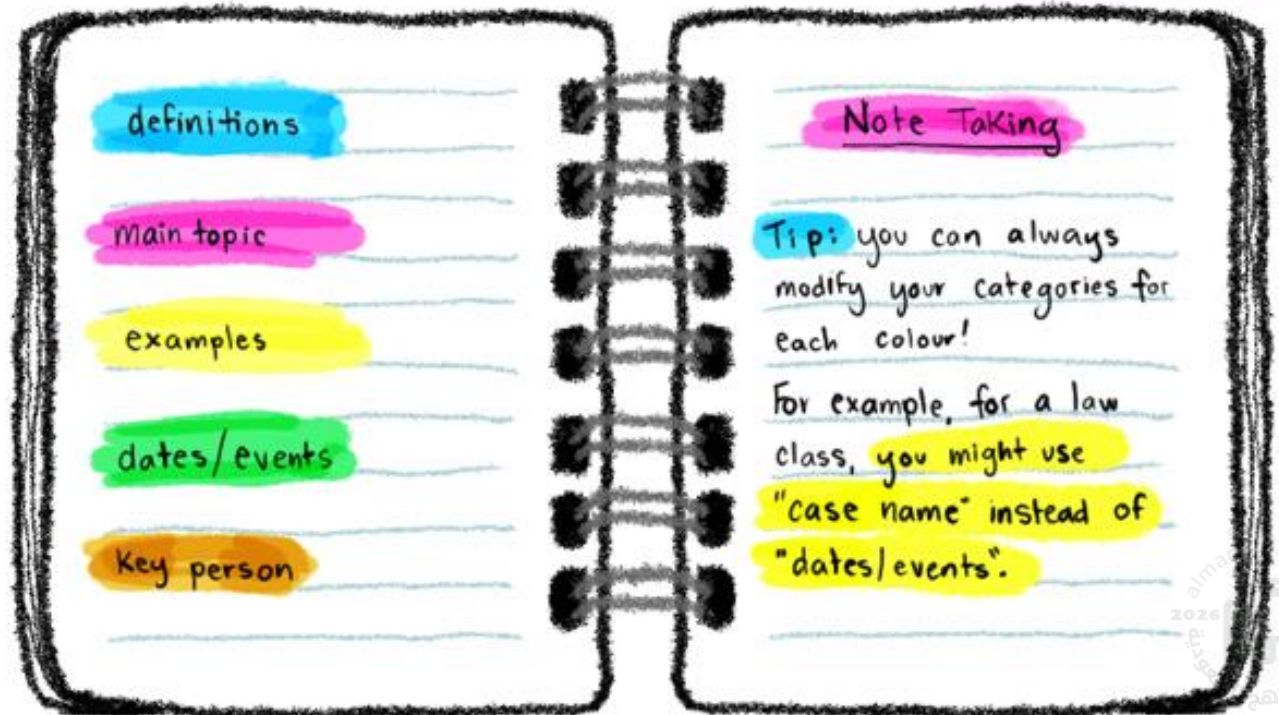 definitions
main topic
examples
dates/events
Key person
Note Taking
Tip: you can always
modify your categories for
each colour!
For example, for a law
class, you might use
"case name" instead of
"dates/events".
2026